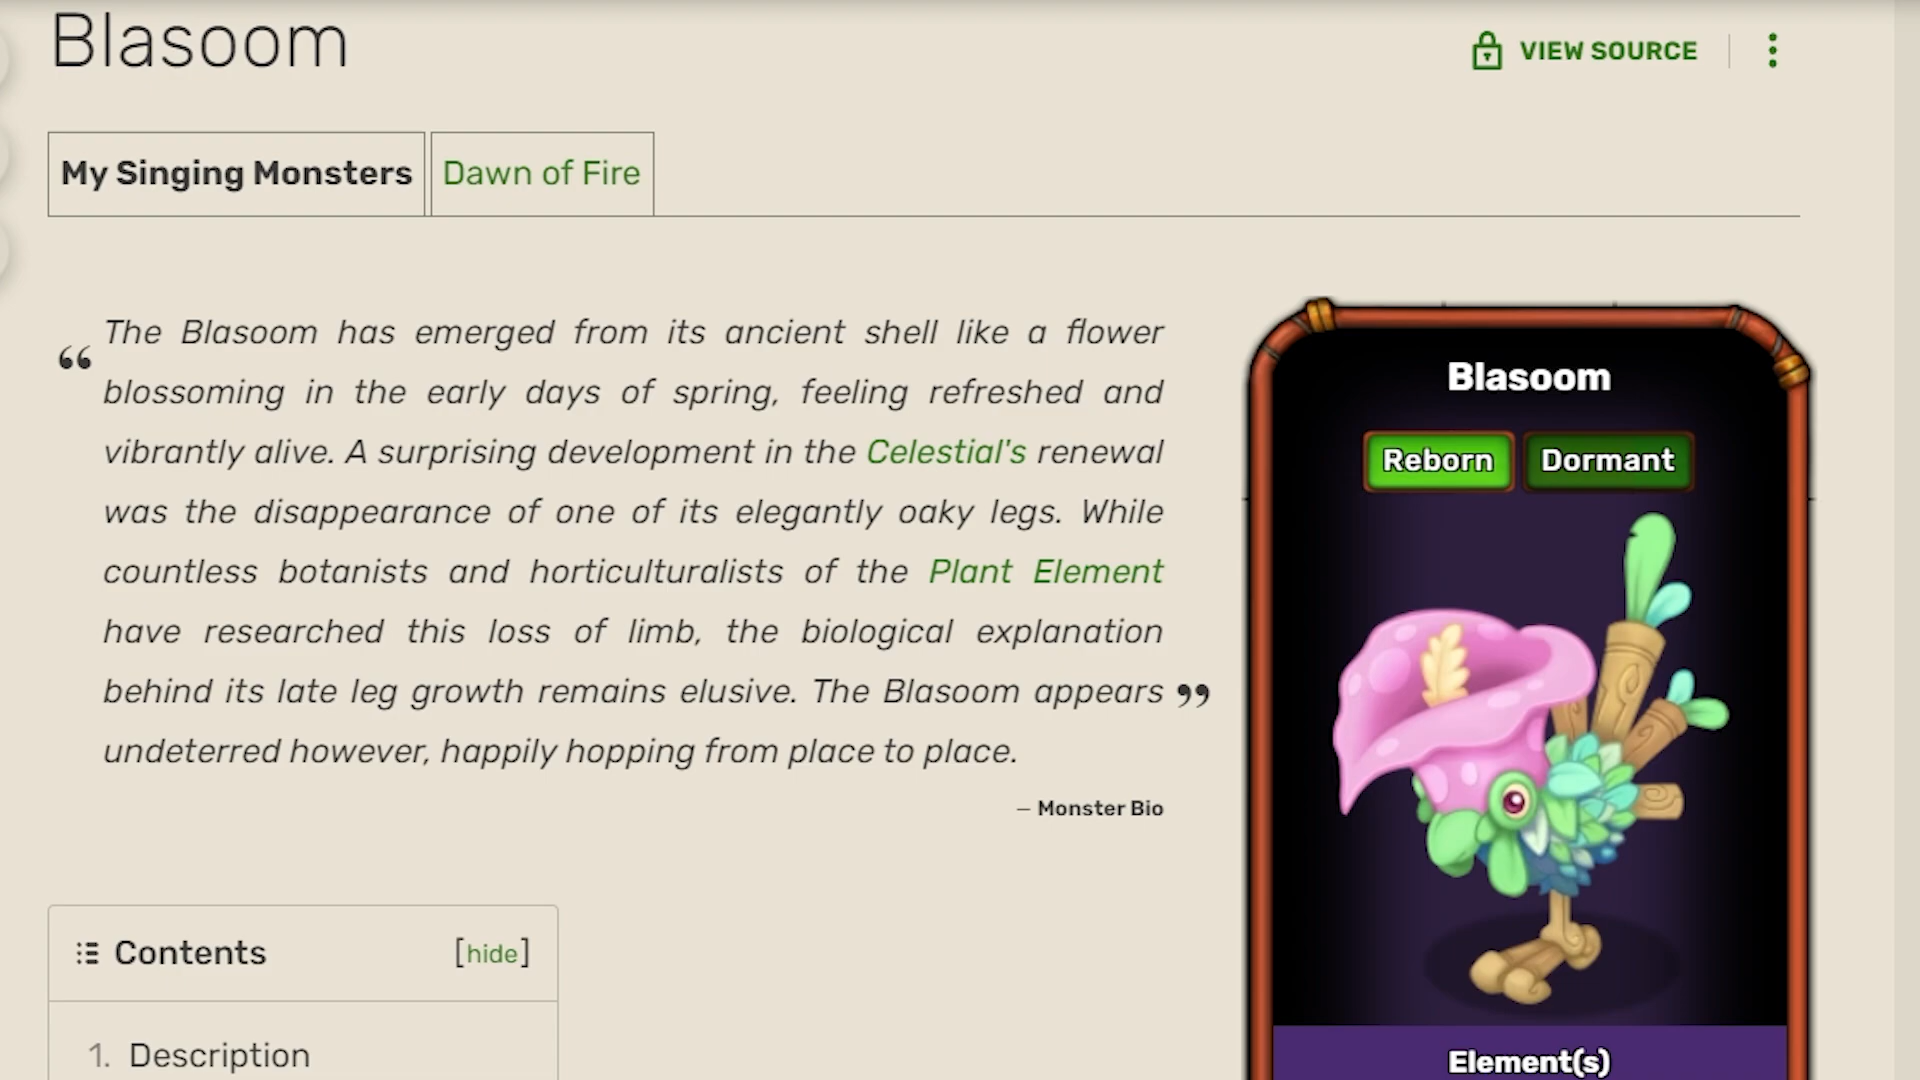 Blasoom
VIEW SOURCE
My Singing Monsters
Dawn of Fire
“ The Blasoom has emerged from its ancient shell like a flower
blossoming in the early days of spring, feeling refreshed and
vibrantly alive. A surprising development in the Celestial's renewal
was the disappearance of one of its elegantly oaky legs. While
countless botanists and horticulturalists of the Plant Element
have researched this loss of limb, the biological explanation
behind its late leg growth remains elusive. The Blasoom appears ”
undeterred however, happily hopping from place to place.
— Monster Bio
Contents [hide]
1. Description
Blasoom
Reborn Dormant
Element(s)